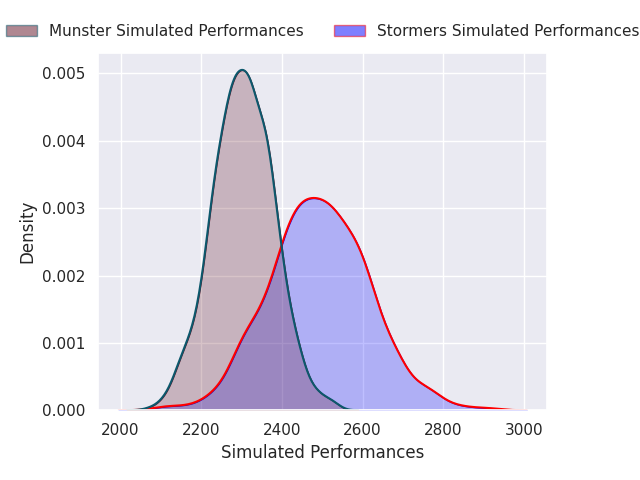 Munster Simulated Performances
Stormers Simulated Performances
0.005
0.004
0.003
0.002
0.001
0.000
Density
2000 2200 2400 2600 2800 3000
Simulated Performances